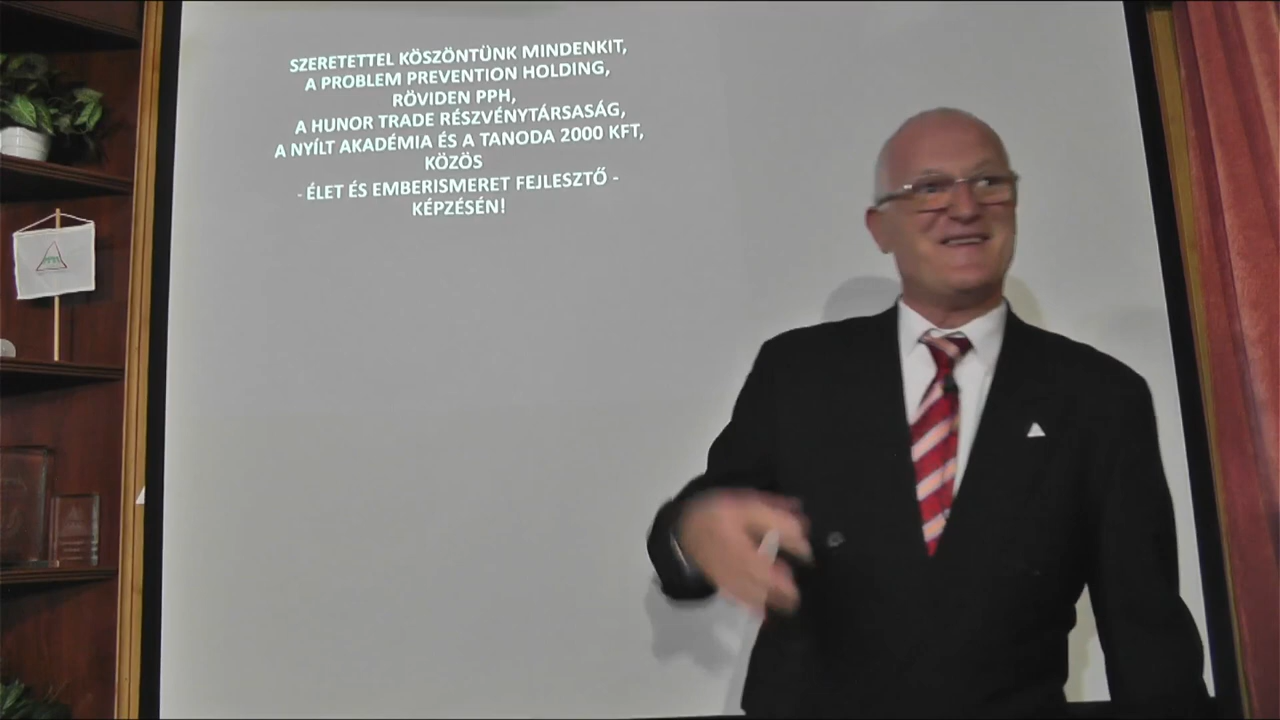 SZERETETTEL KÖSZÖNTÜNK MINDENKIT,
A PROBLEM PREVENTION HOLDING,
RÖVIDEN PPH,
A HUNOR TRADE RÉSZVÉNYTÁRSASÁG,
A NYÍLT AKADÉMIA ÉS A TANODA 2000 KFT,
KÖZÖS
- ÉLET ÉS EMBERISMERET FEJLESZTŐ -
KÉPZÉSÉN!